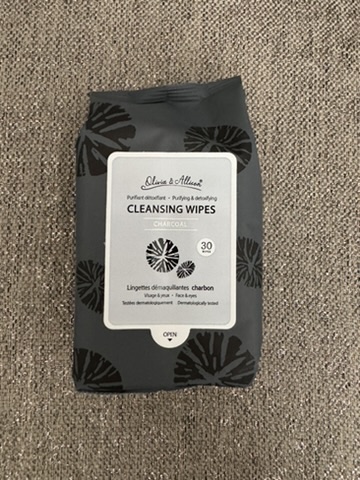 Olivia & Allison®
Purifiant détoxifiant • Purifying & detoxifying
CLEANSING WIPES
CHARCOAL
30
Lingettes démaquillantes charbon
Visage & yeux • Face & eyes
Testées dermatologiquement Dermatologically tested
OPEN